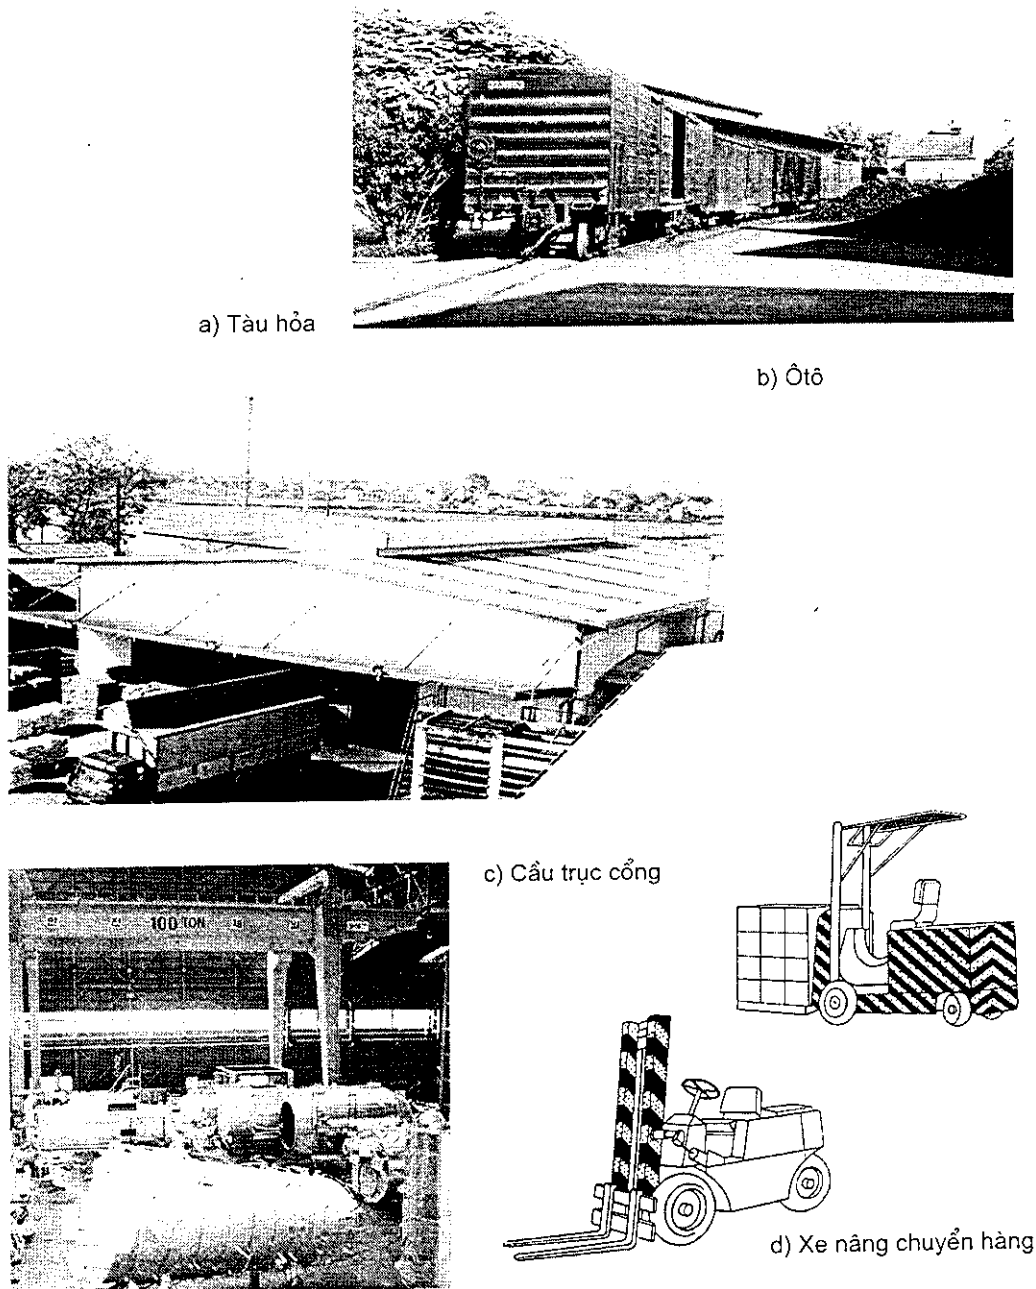 a) Tàu hỏa
b) Ôtô
c) Cầu trục cổng
100 TON
d) Xe nâng chuyển hàng